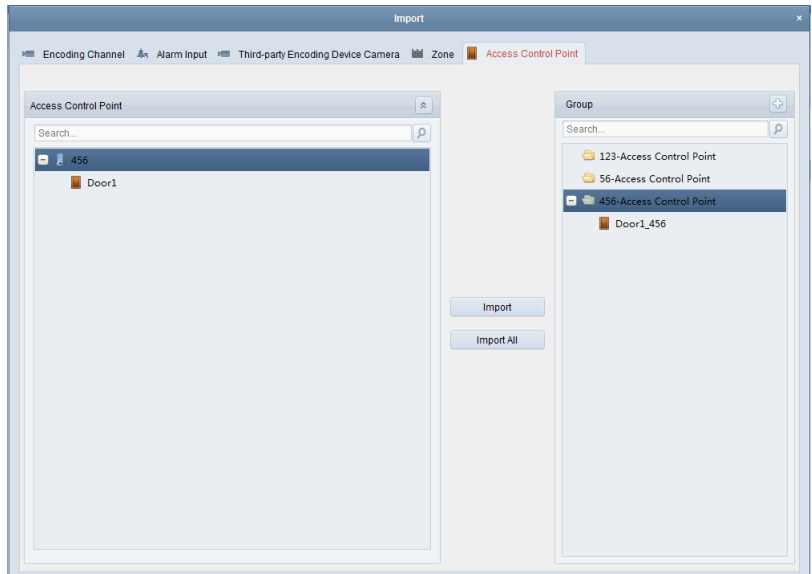 Import
Encoding Channel Alarm Input Third-party Encoding Device Camera Zone Access Control Point
Access Control Point
Search...
456
Door1
Import
Import All
Group
Search...
123-Access Control Point
56-Access Control Point
456-Access Control Point
Door1_456